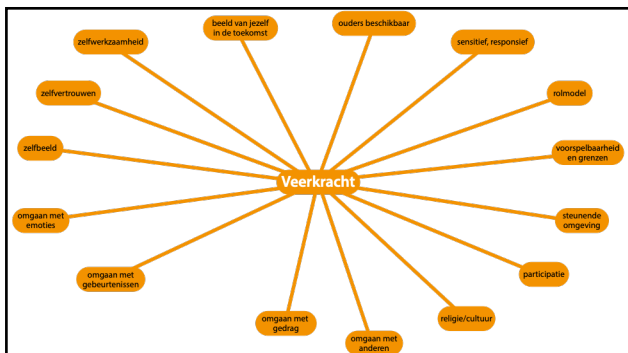 beeld van jezelf
in de toekomst
ouders beschikbaar
zelfwerkzaamheid
sensitief, responsief
zelfvertrouwen
rolmodel
zelfbeeld
voorspelbaarheid
en grenzen
Veerkracht
omgaan met
emoties
steunende
omgeving
omgaan met
gebeurtenissen
participatie
omgaan met
gedrag
religie/cultuur
omgaan met
anderen